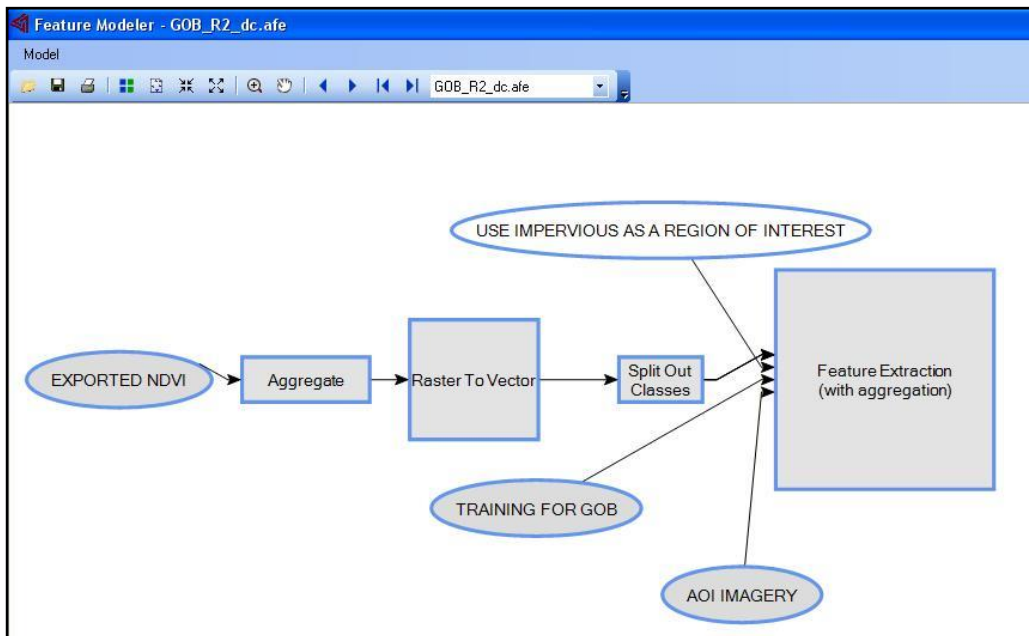 Feature Modeler - GOB_R2_dc.afe
Model
GOB_R2_dc.afe
USE IMPERVIOUS AS A REGION OF INTEREST
EXPORTED NDVI
Aggregate
Raster To Vector
Split Out
Classes
Feature Extraction
(with aggregation)
TRAINING FOR GOB
AOI IMAGERY